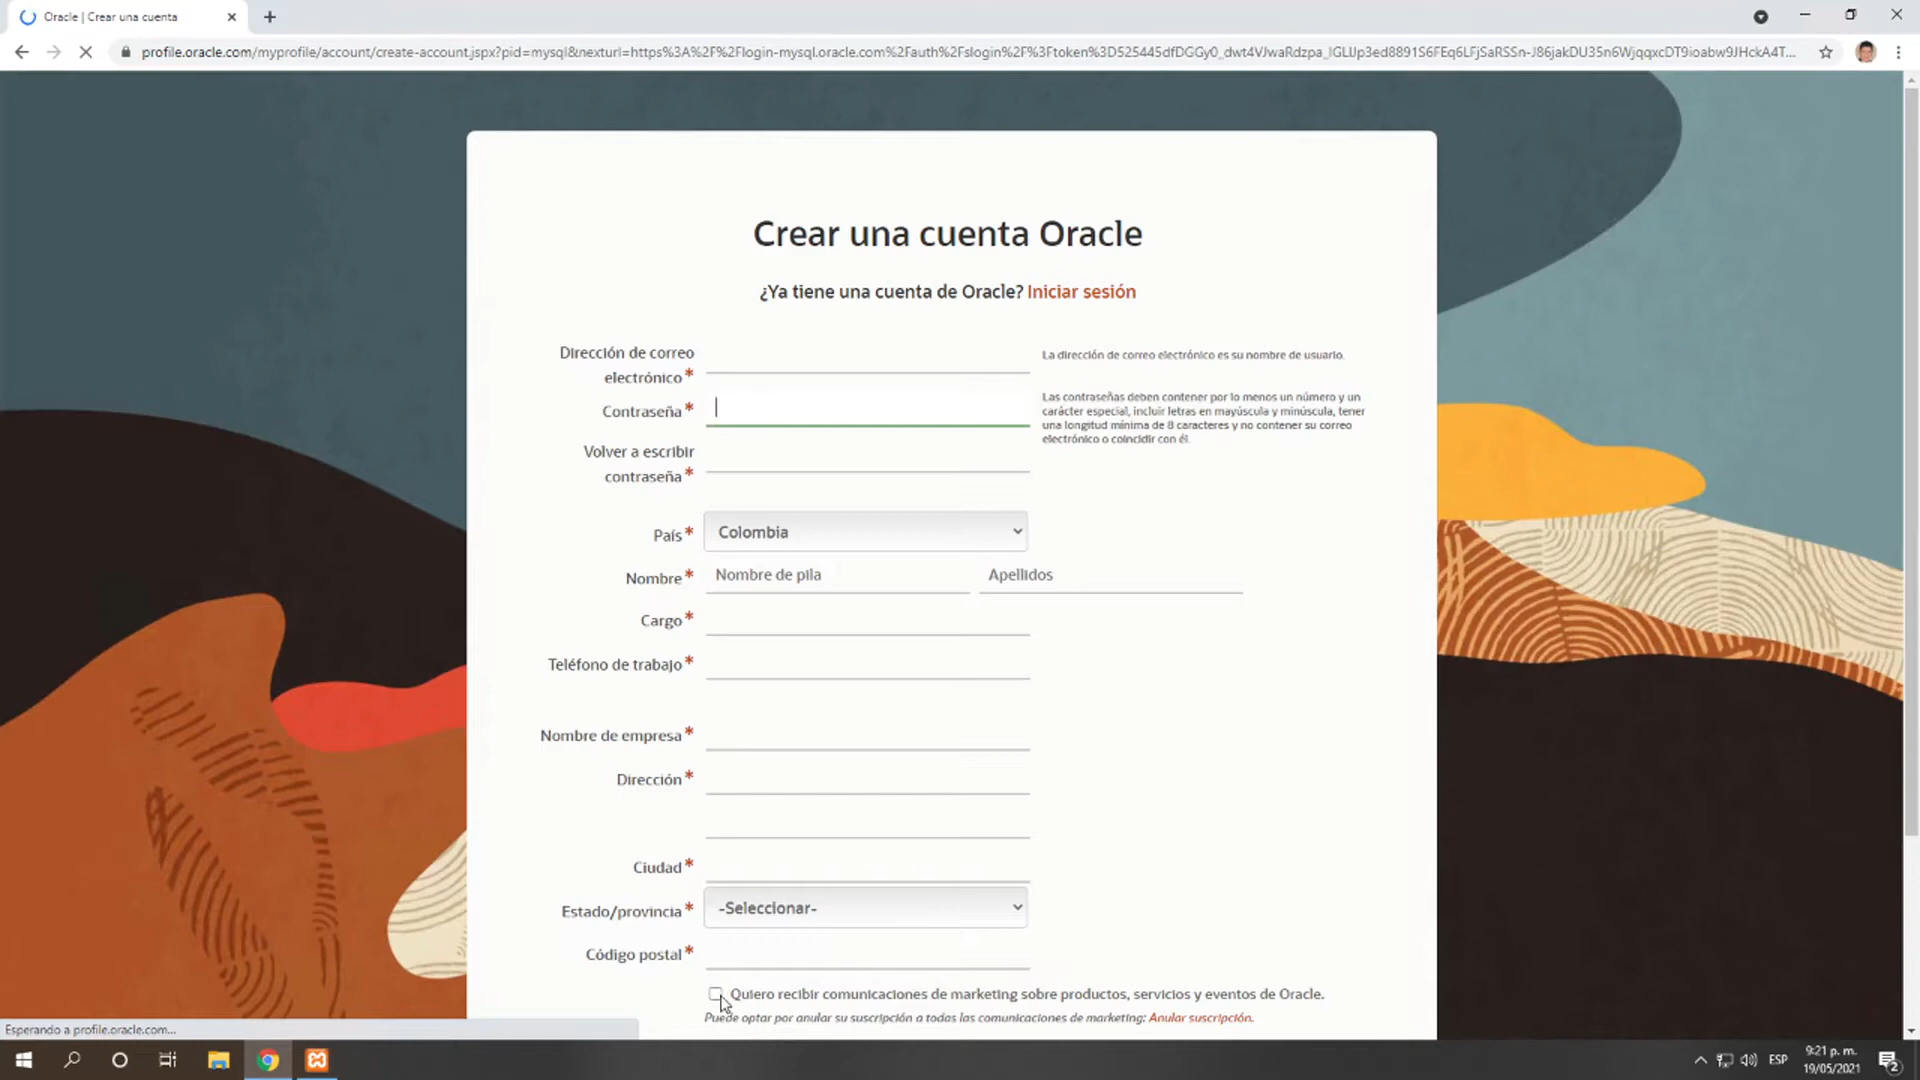 Oracle | Crear una cuenta
profile.oracle.com/myprofile/account/create-account.jspx?pid=mysql&nexturl=https%3A%2F%2Flogin-mysql.oracle.com%2Fauth%2Fslogin%2F%3Ftoken%3D525445dfDGGy0_dwt4VJwaRdzpa_IGLUp3ed8891S6FEq6LFjSaRSSn-J86jakDU35n6WjqqxcDT9ioabw9JHckA4T...
Crear una cuenta Oracle
¿Ya tiene una cuenta de Oracle? Iniciar sesión
Dirección de correo
electrónico *
La dirección de correo electrónico es su nombre de usuario.
Contraseña *
Las contraseñas deben contener por lo menos un número y un
carácter especial, incluir letras en mayúscula y minúscula, tener
una longitud mínima de 8 caracteres y no contener su correo
electrónico o coincidir con él.
Volver a escribir
contraseña *
País * Colombia
Nombre * Nombre de pila Apellidos
Cargo *
Teléfono de trabajo *
Nombre de empresa *
Dirección *
Ciudad *
Estado/provincia * -Seleccionar-
Código postal *
Quiero recibir comunicaciones de marketing sobre productos, servicios y eventos de Oracle.
Puede optar por anular su suscripción a todas las comunicaciones de marketing: Anular suscripción.
Esperando a profile.oracle.com...
ESP
9:21 p. m.
19/05/2021
2